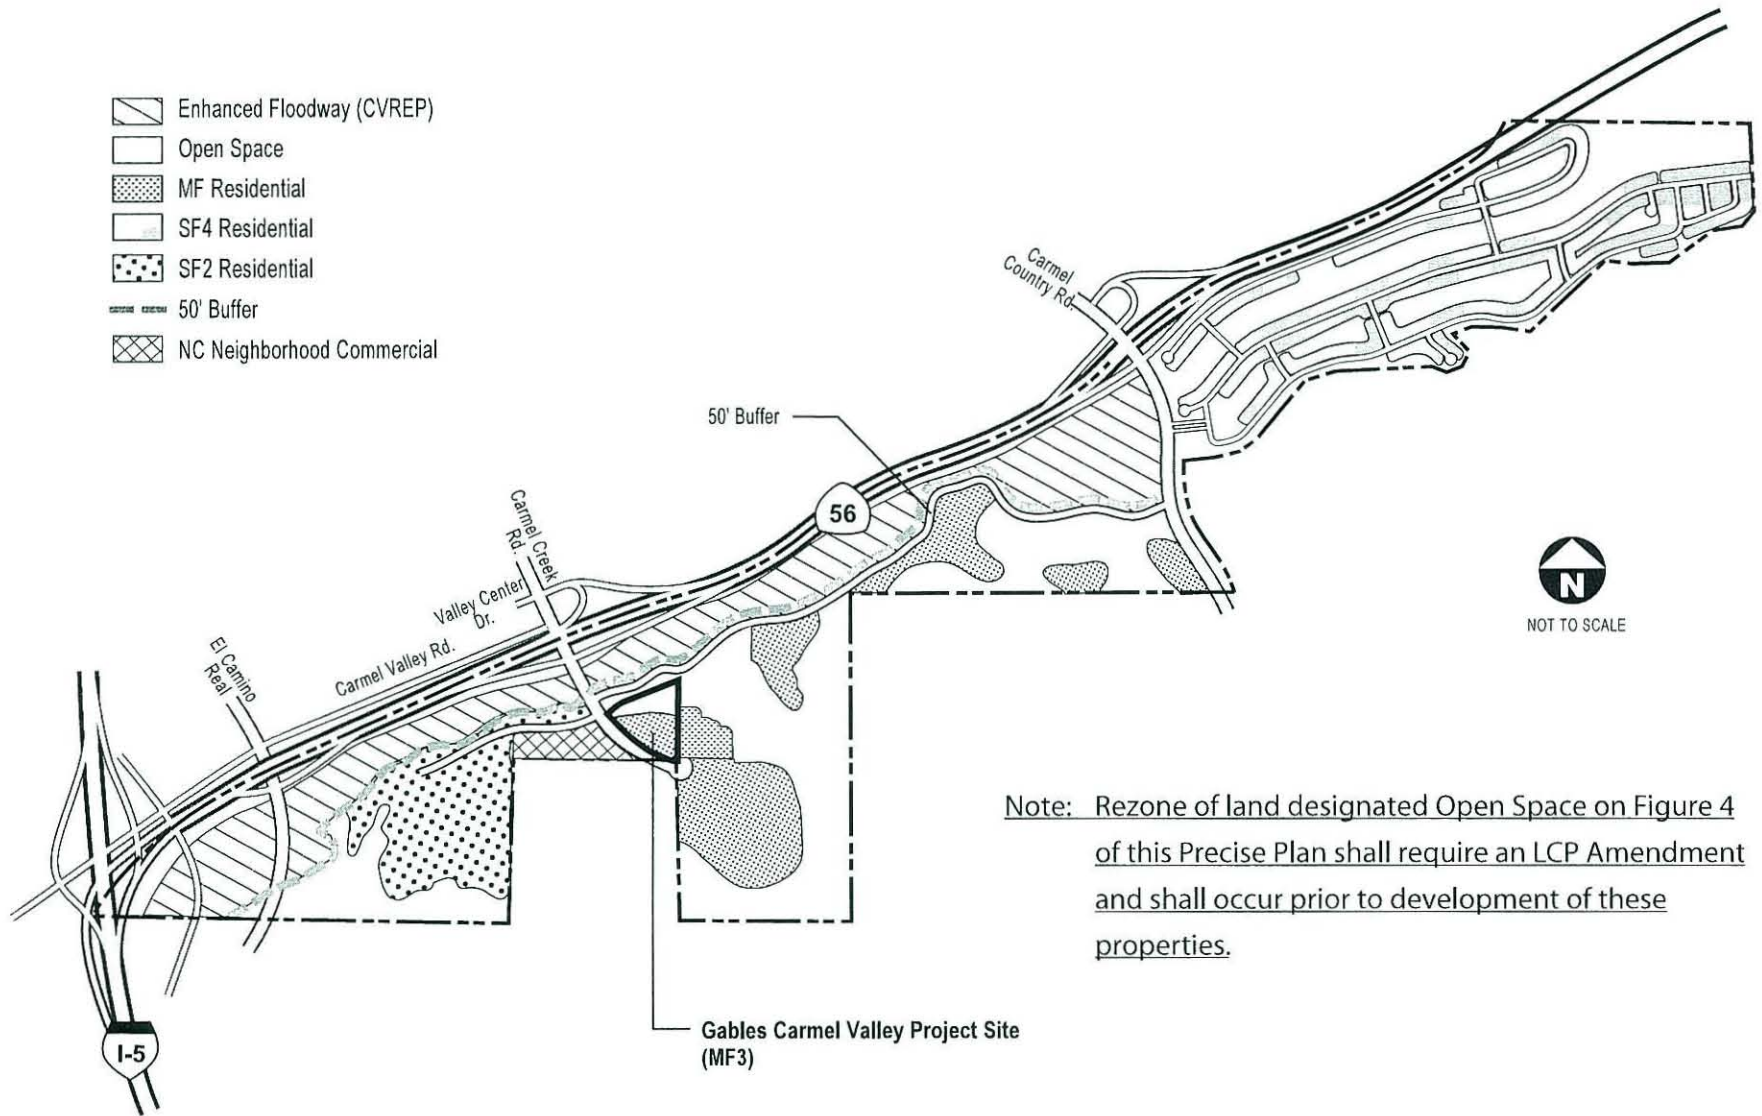 Enhanced Floodway (CVREP)
Open Space
MF Residential
SF4 Residential
SF2 Residential
50' Buffer
NC Neighborhood Commercial
Carmel
Country Rd.
50' Buffer
56
Carmel Creek
Rd.
Valley Center
Dr.
Carmel Valley Rd.
El Camino
Real
N
NOT TO SCALE
Note: Rezone of land designated Open Space on Figure 4
of this Precise Plan shall require an LCP Amendment
and shall occur prior to development of these
properties.
Gables Carmel Valley Project Site
(MF3)
I-5